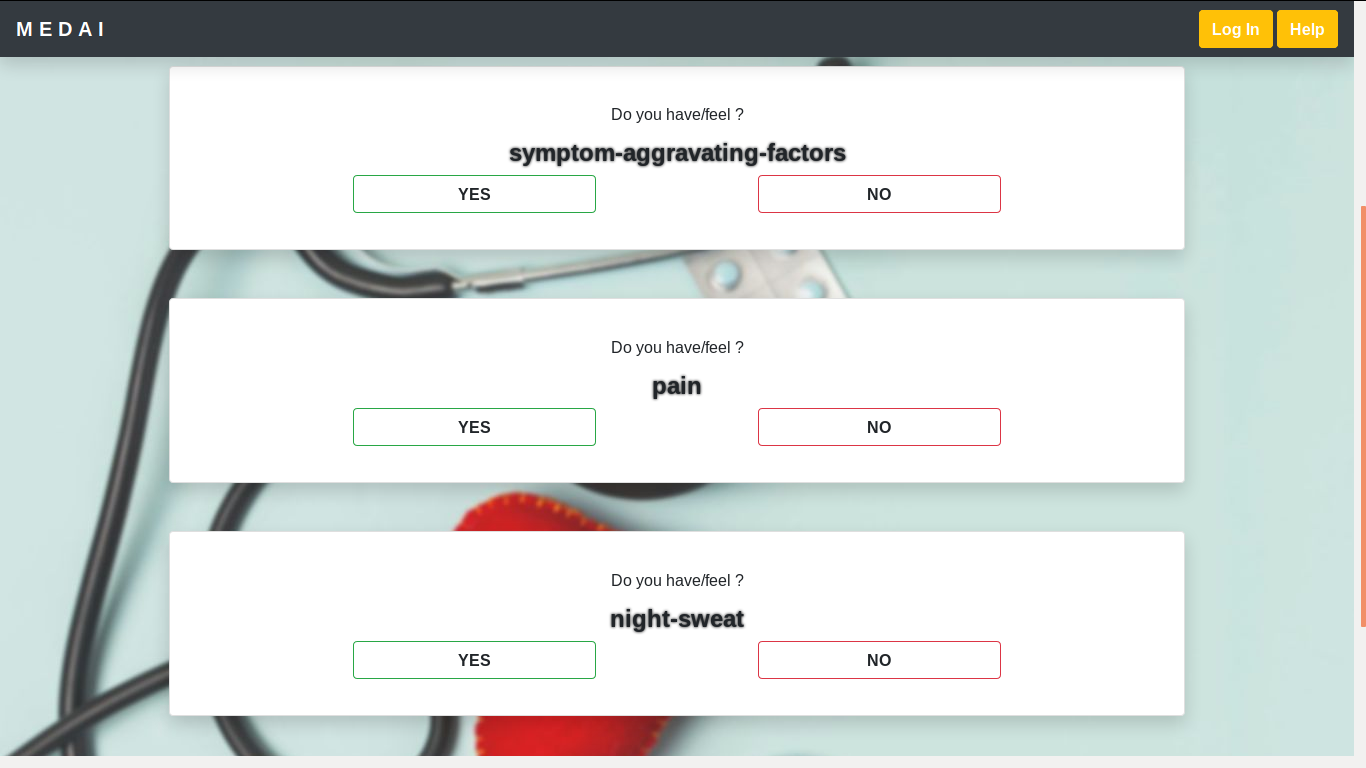 MEDAI
Log In
Help
Do you have/feel ?
symptom-aggravating-factors
YES
NO
Do you have/feel ?
pain
YES
NO
Do you have/feel ?
night-sweat
YES
NO